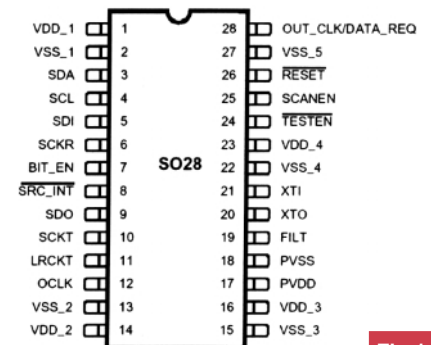 VDD_1 1 28 OUT_CLK/DATA_REQ
VSS_1 2 27 VSS_5
SDA 3 26 RESET
SCL 4 25 SCANEN
SDI 5 24 TESTEN
SCKR 6 23 VDD_4
BIT_EN 7 SO28 22 VSS_4
SRC_INT 8 21 XTI
SDO 9 20 XTO
SCKT 10 19 FILT
LRCKT 11 18 PVSS
OCLK 12 17 PVDD
VSS_2 13 16 VDD_3
VDD_2 14 15 VSS_3